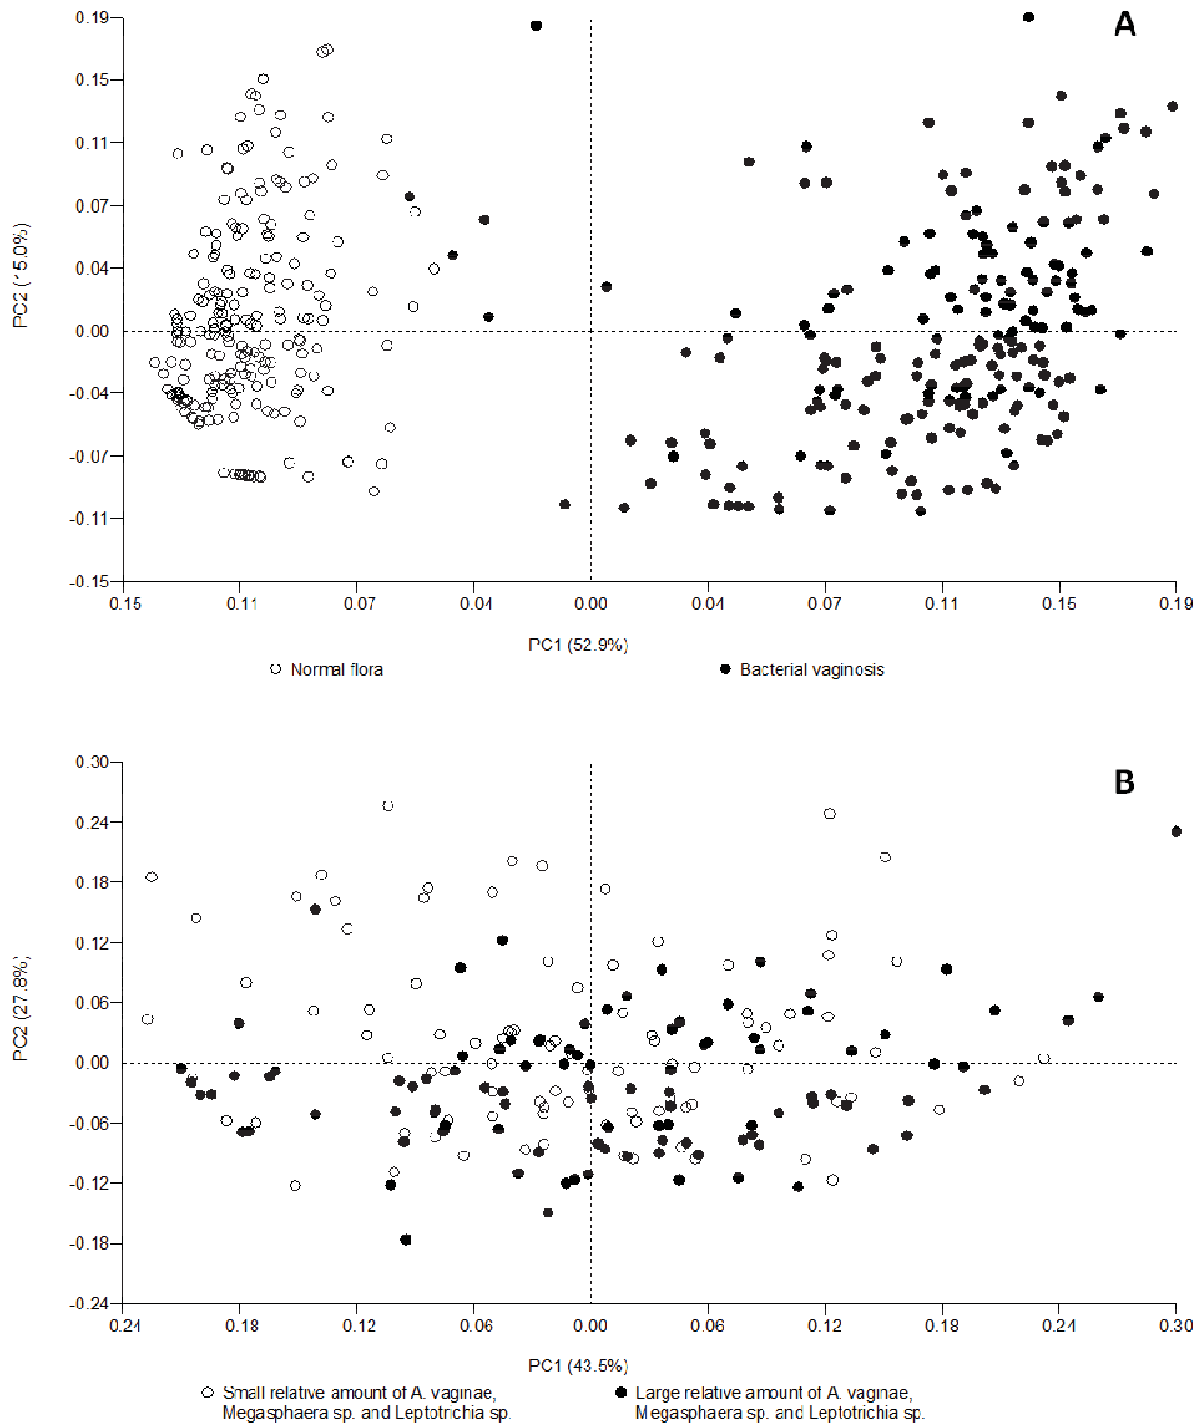 A
0.19
0.15
0.11
0.07
0.04
0.00
-0.04
-0.07
-0.11
-0.15
PC2 (15.0%)
0.15 0.11 0.07 0.04 0.00 0.04 0.07 0.11 0.15 0.19
PC1 (52.9%)
Normal flora Bacterial vaginosis
B
0.30
0.24
0.18
0.12
0.06
0.00
-0.06
-0.12
-0.18
-0.24
PC2 (27.8%)
0.24 0.18 0.12 0.06 0.00 0.06 0.12 0.18 0.24 0.30
PC1 (43.5%)
Small relative amount of A. vaginae, Large relative amount of A. vaginae,
Megasphaera sp. and Leptotrichia sp. Megasphaera sp. and Leptotrichia sp.